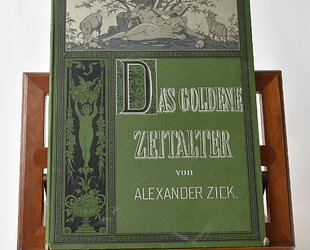 DAS GOLDENE
ZEITALTER
von
ALEXANDER ZICK.